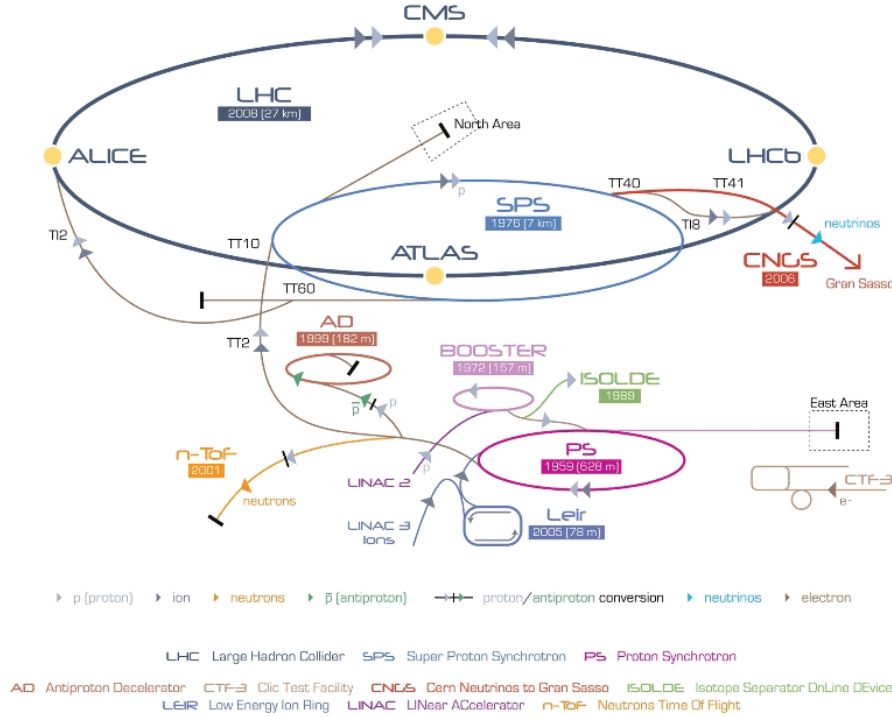 CMS
LHC
2008 (27 km)
North Area
ALICE
LHCb
TT40
TT41
SPS
1976 (7 km)
p
TI2
TT10
TI8
neutrinos
ATLAS
CNGS
2006
Gran Sasso
TT60
AD
1999 (182 m)
TT2
BOOSTER
1972 (157 m)
ISOLDE
1989
East Area
p̅
p
n-ToF
2001
LINAC 2
p
PS
1959 (628 m)
CTF3
e-
neutrons
LINAC 3
Ions
Leir
2005 (78 m)
p (proton)
ion
neutrons
p̅ (antiproton)
proton/antiproton conversion
neutrinos
electron
LHC Large Hadron Collider
SPS Super Proton Synchrotron
PS Proton Synchrotron
AD Antiproton Decelerator
CTF3 Clic Test Facility
CNGS Cern Neutrinos to Gran Sasso
ISOLDE Isotope Separator OnLine DEvice
LEIR Low Energy Ion Ring
LINAC LINear ACcelerator
n-ToF Neutrons Time Of Flight